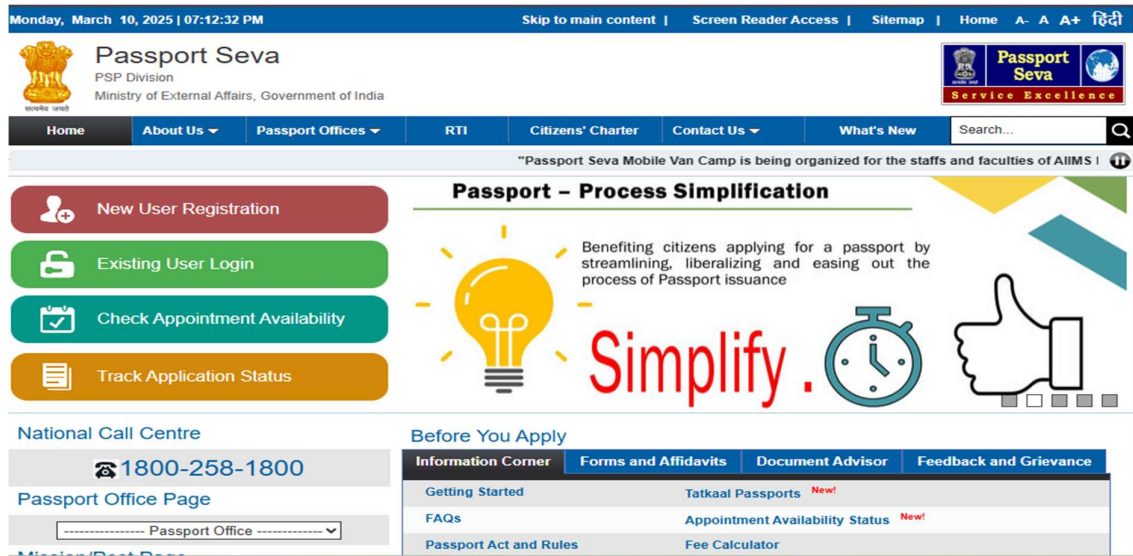 Monday, March 10, 2025 | 07:12:32 PM Skip to main content | Screen Reader Access | Sitemap | Home A- A A+ हिंदी
Passport Seva
PSP Division
Ministry of External Affairs, Government of India
सत्यमेव जयते
Passport
Seva
Service Excellence
Home About Us Passport Offices RTI Citizens' Charter Contact Us What's New Search...
"Passport Seva Mobile Van Camp is being organized for the staffs and faculties of AIIMS
New User Registration
Existing User Login
Check Appointment Availability
Track Application Status
Passport – Process Simplification
Benefiting citizens applying for a passport by
streamlining, liberalizing and easing out the
process of Passport issuance
Simplify .
National Call Centre
1800-258-1800
Passport Office Page
---------------- Passport Office -------------
Before You Apply
Information Corner Forms and Affidavits Document Advisor Feedback and Grievance
Getting Started Tatkaal Passports New!
FAQs Appointment Availability Status New!
Passport Act and Rules Fee Calculator